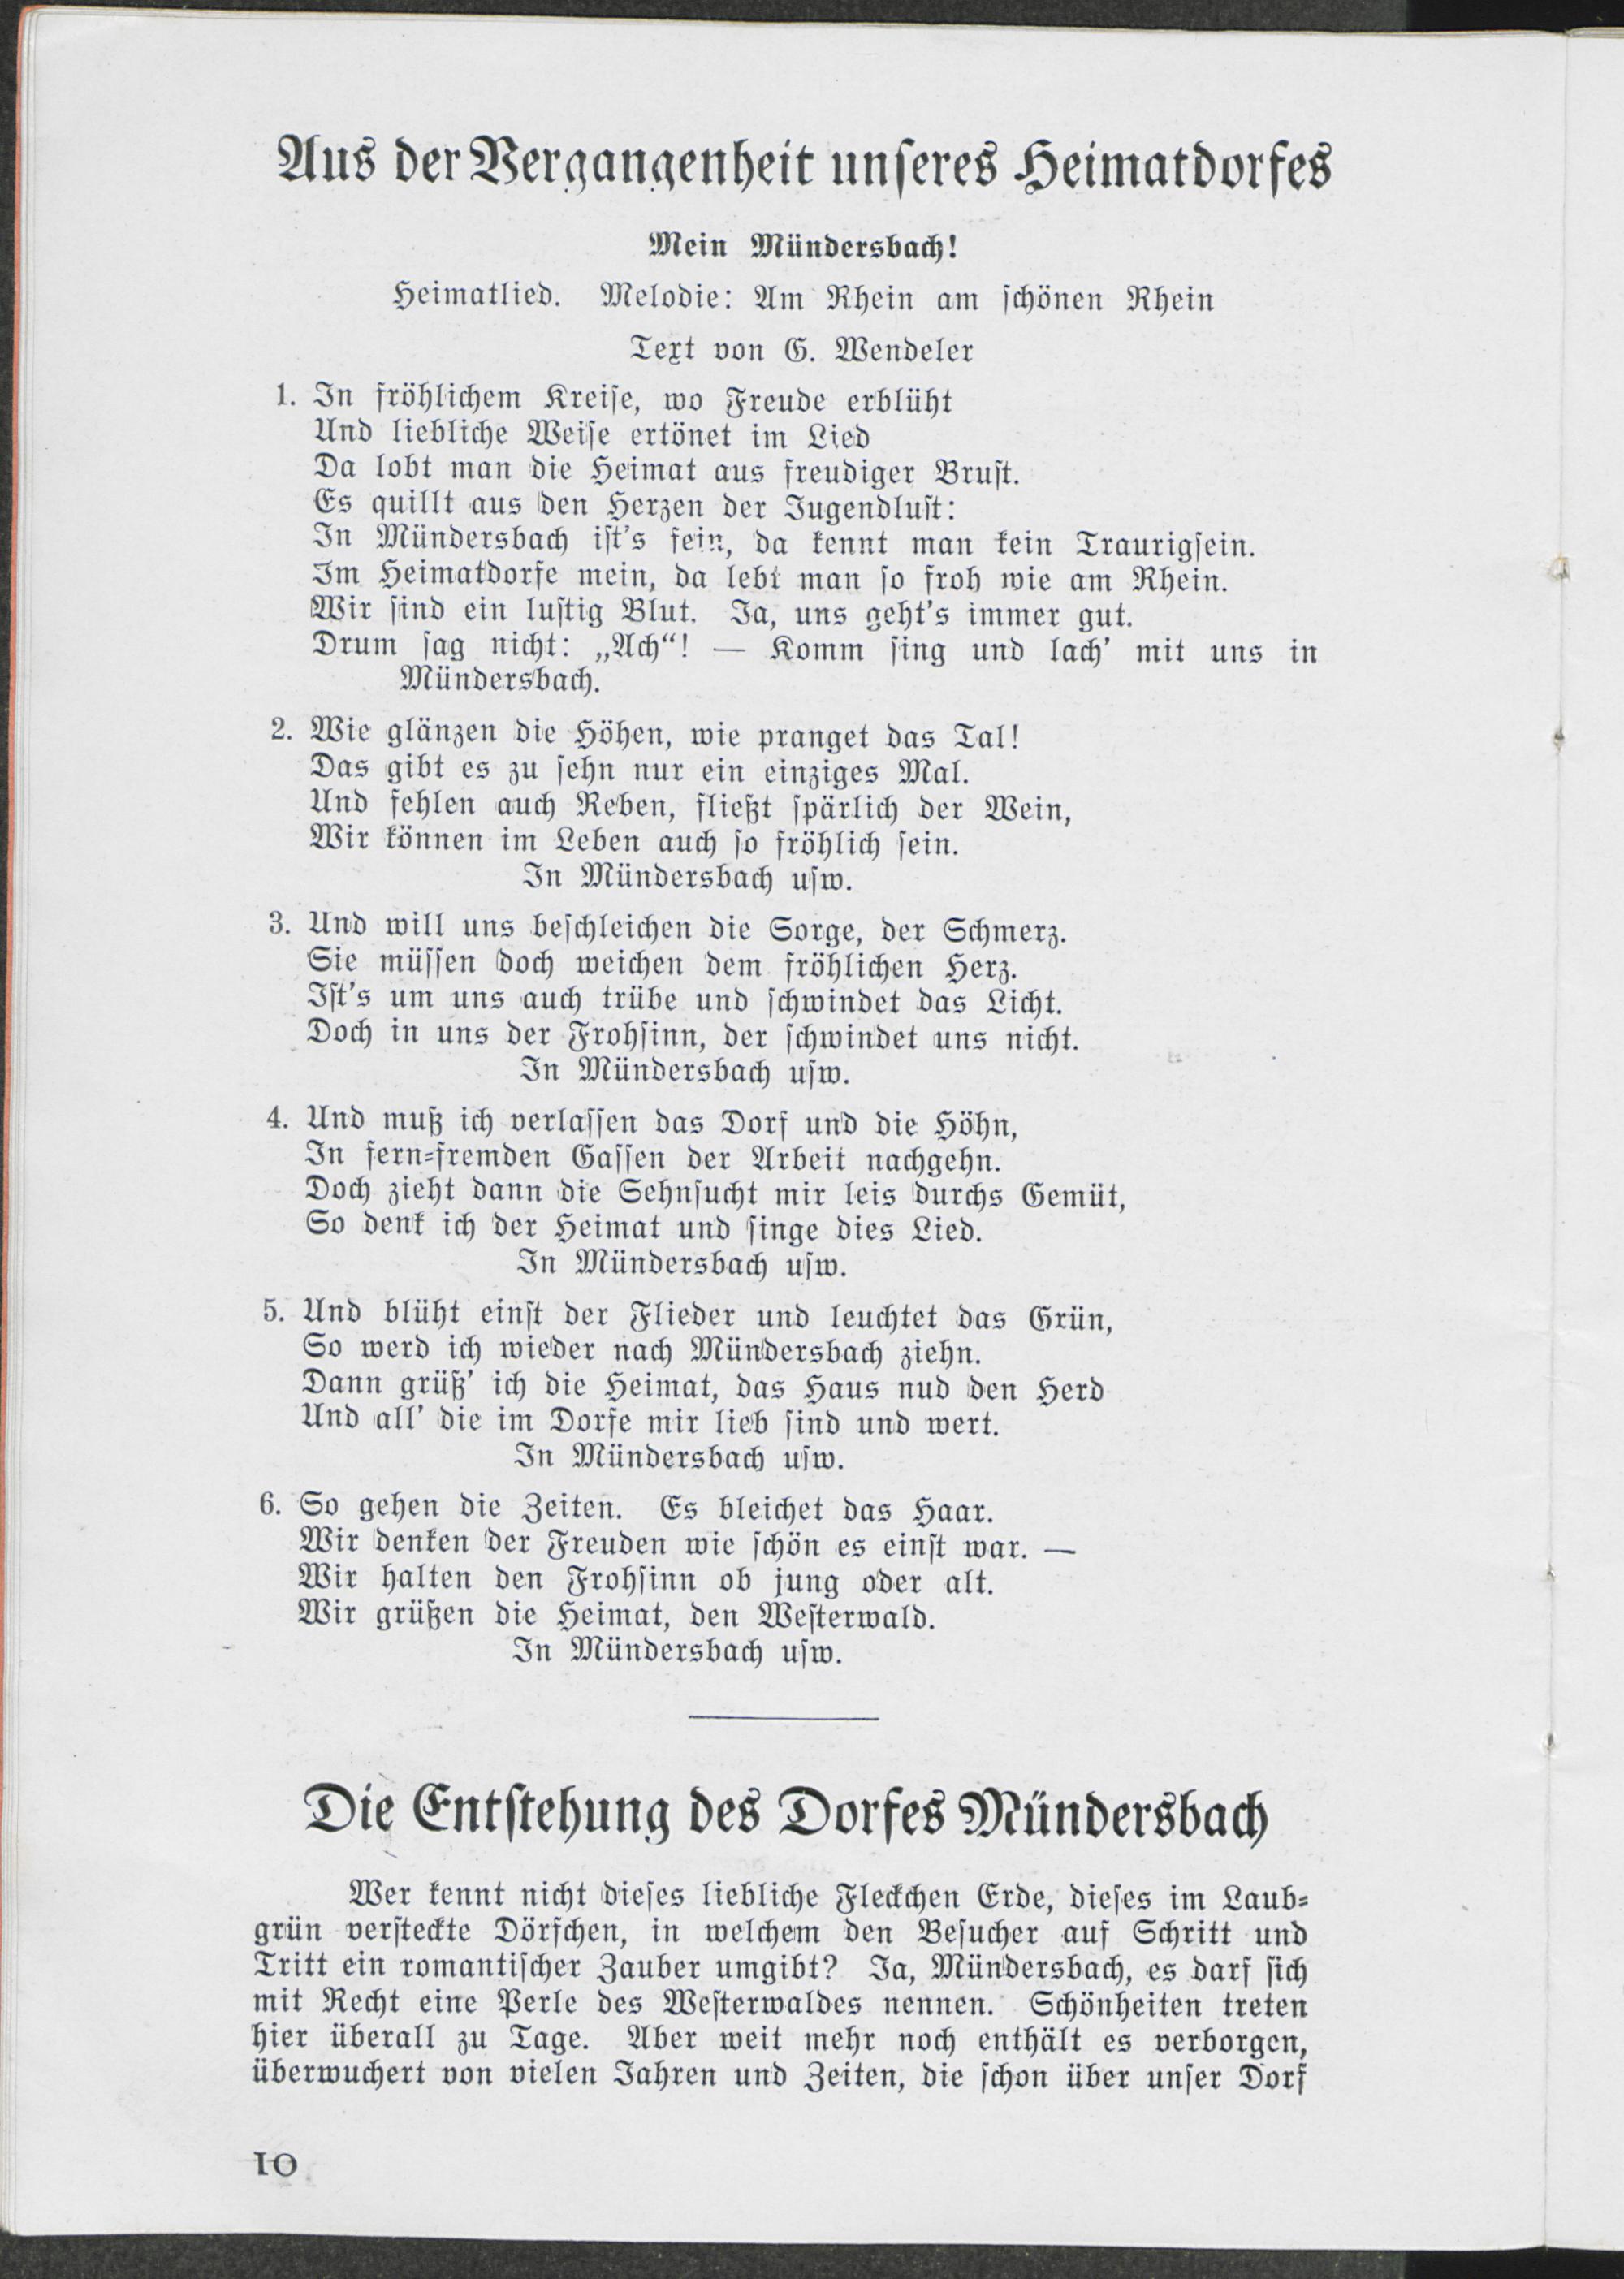 Aus der Vergangenheit unseres Heimatdorfes
Mein Mündersbach!
Heimatlied. Melodie: Am Rhein am schönen Rhein
Text von G. Wendeler
1. In fröhlichem Kreise, wo Freude erblüht
Und liebliche Weise ertönet im Lied
Da lobt man die Heimat aus freudiger Brust.
Es quillt aus den Herzen der Jugendlust:
In Mündersbach ist's fein, da kennt man kein Traurigsein.
Im Heimatdorfe mein, da lebt man so froh wie am Rhein.
Wir sind ein lustig Blut. Ja, uns geht's immer gut.
Drum sag nicht: „Ach“! — Komm sing und lach' mit uns in
Mündersbach.
2. Wie glänzen die Höhen, wie pranget das Tal!
Das gibt es zu sehn nur ein einziges Mal.
Und fehlen auch Reben, fließt spärlich der Wein,
Wir können im Leben auch so fröhlich sein.
In Mündersbach usw.
3. Und will uns beschleichen die Sorge, der Schmerz.
Sie müssen doch weichen dem fröhlichen Herz.
Ist's um uns auch trübe und schwindet das Licht.
Doch in uns der Frohsinn, der schwindet uns nicht.
In Mündersbach usw.
4. Und muß ich verlassen das Dorf und die Höhn,
In fern-fremden Gassen der Arbeit nachgehn.
Doch zieht dann die Sehnsucht mir leis durchs Gemüt,
So denk ich der Heimat und singe dies Lied.
In Mündersbach usw.
5. Und blüht einst der Flieder und leuchtet das Grün,
So werd ich wieder nach Mündersbach ziehn.
Dann grüß' ich die Heimat, das Haus nud den Herd
Und all' die im Dorfe mir lieb sind und wert.
In Mündersbach usw.
6. So gehen die Zeiten. Es bleichet das Haar.
Wir denken der Freuden wie schön es einst war. —
Wir halten den Frohsinn ob jung oder alt.
Wir grüßen die Heimat, den Westerwald.
In Mündersbach usw.
Die Entstehung des Dorfes Mündersbach
Wer kennt nicht dieses liebliche Fleckchen Erde, dieses im Laub-
grün versteckte Dörfchen, in welchem den Besucher auf Schritt und
Tritt ein romantischer Zauber umgibt? Ja, Mündersbach, es darf sich
mit Recht eine Perle des Westerwaldes nennen. Schönheiten treten
hier überall zu Tage. Aber weit mehr noch enthält es verborgen,
überwuchert von vielen Jahren und Zeiten, die schon über unser Dorf
10